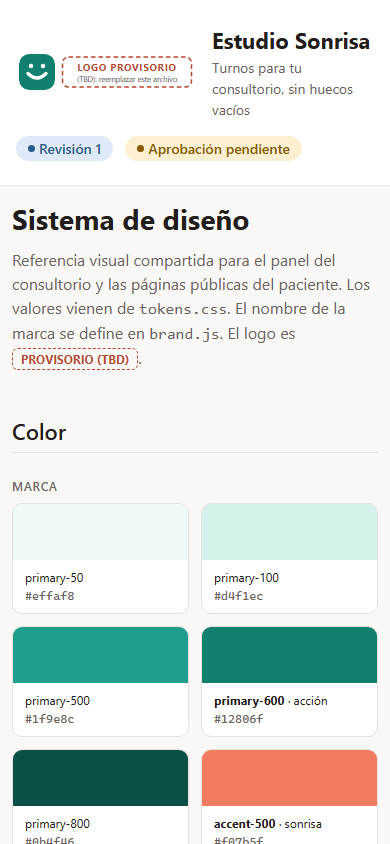 LOGO PROVISORIO
(TBD): reemplazar este archivo
Estudio Sonrisa
Turnos para tu
consultorio, sin huecos
vacíos
Revisión 1
Aprobación pendiente
Sistema de diseño
Referencia visual compartida para el panel del
consultorio y las páginas públicas del paciente. Los
valores vienen de tokens.css. El nombre de la
marca se define en brand.js. El logo es
PROVISORIO (TBD).
Color
MARCA
primary-50
#effaf8
primary-100
#d4f1ec
primary-500
#1f9e8c
primary-600 · acción
#12806f
primary-800
#0b4f46
accent-500 · sonrisa
#f07b5f